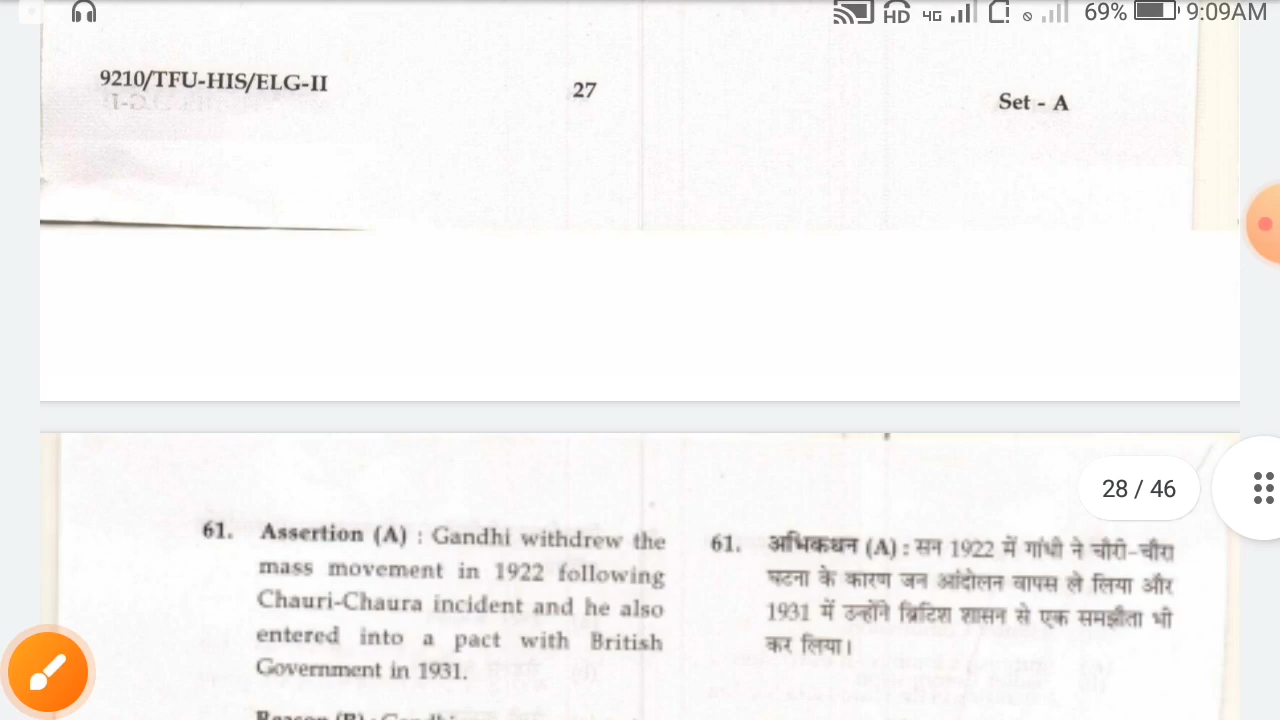 HD 4G 69% 9:09AM
9210/TFU-HIS/ELG-II
27
Set - A
28 / 46
61. Assertion (A) : Gandhi withdrew the
mass movement in 1922 following
Chauri-Chaura incident and he also
entered into a pact with British
Government in 1931.
61. अभिकथन (A) : सन 1922 में गांधी ने चौरी-चौरा
घटना के कारण जन आंदोलन वापस ले लिया और
1931 में उन्होंने ब्रिटिश शासन से एक समझौता भी
कर लिया।